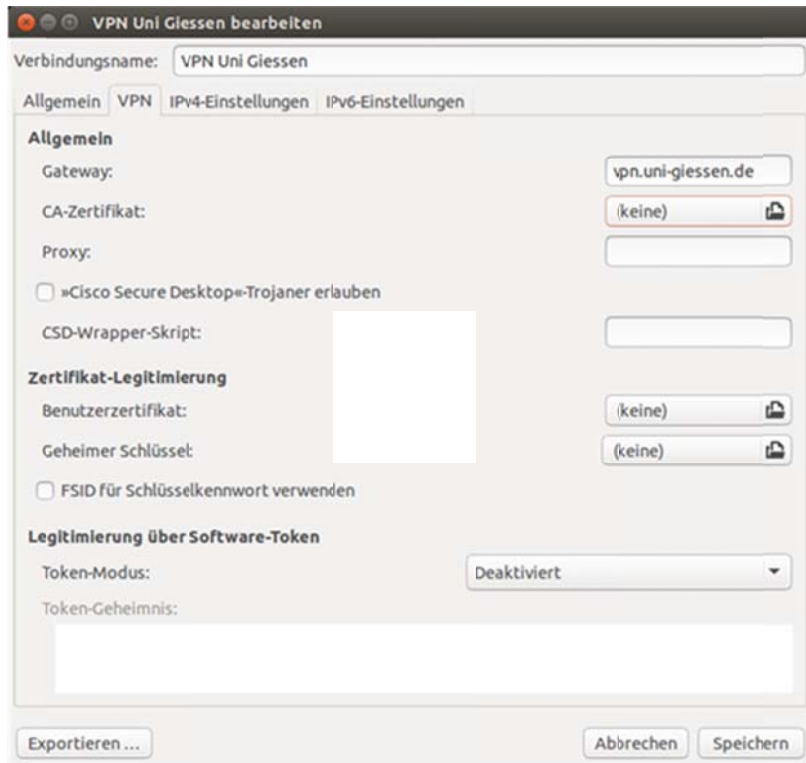 VPN Uni Giessen bearbeiten
Verbindungsname: VPN Uni Giessen
Allgemein VPN IPv4-Einstellungen IPv6-Einstellungen
Allgemein
Gateway: vpn.uni-giessen.de
CA-Zertifikat: (keine)
Proxy:
»Cisco Secure Desktop«-Trojaner erlauben
CSD-Wrapper-Skript:
Zertifikat-Legitimierung
Benutzerzertifikat: (keine)
Geheimer Schlüssel: (keine)
FSID für Schlüsselkennwort verwenden
Legitimierung über Software-Token
Token-Modus: Deaktiviert
Token-Geheimnis:
Exportieren ... Abbrechen Speichern